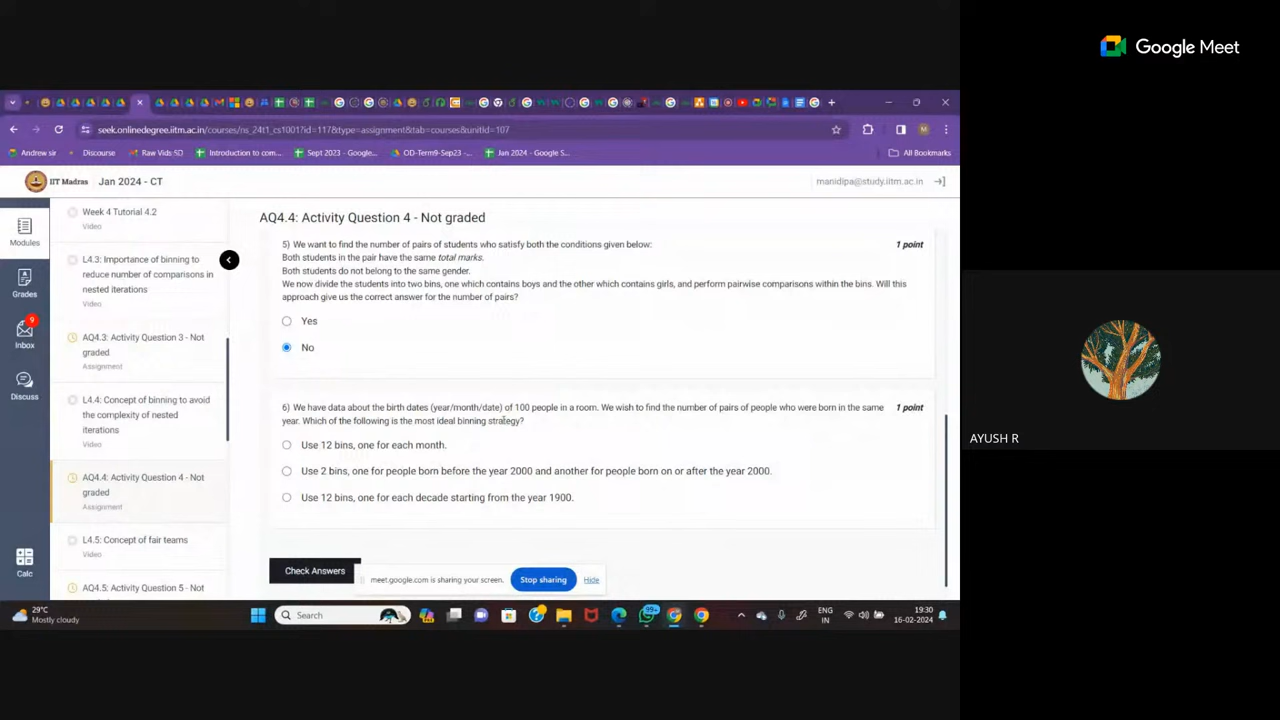 Google Meet
seek.onlinedegree.iitm.ac.in/courses/ns_24t1_cs1001?id=117&type=assignment&tab=courses&unitId=107
M
Andrew sir
Discourse
Raw Vids:5D
Introduction to com...
Sept 2023 - Google...
OD-Term9-Sep23 -...
Jan 2024 - Google S...
All Bookmarks
IIT Madras
Jan 2024 - CT
manidipa@study.iitm.ac.in
Modules
Grades
9
Inbox
Discuss
Calc
Week 4 Tutorial 4.2
Video
L4.3: Importance of binning to
reduce number of comparisons in
nested iterations
Video
AQ4.3: Activity Question 3 - Not
graded
Assignment
L4.4: Concept of binning to avoid
the complexity of nested
iterations
Video
AQ4.4: Activity Question 4 - Not
graded
Assignment
L4.5: Concept of fair teams
Video
AQ4.5: Activity Question 5 - Not
AQ4.4: Activity Question 4 - Not graded
5) We want to find the number of pairs of students who satisfy both the conditions given below:
1 point
Both students in the pair have the same total marks.
Both students do not belong to the same gender.
We now divide the students into two bins, one which contains boys and the other which contains girls, and perform pairwise comparisons within the bins. Will this
approach give us the correct answer for the number of pairs?
Yes
No
6) We have data about the birth dates (year/month/date) of 100 people in a room. We wish to find the number of pairs of people who were born in the same
1 point
year. Which of the following is the most ideal binning strategy?
Use 12 bins, one for each month.
Use 2 bins, one for people born before the year 2000 and another for people born on or after the year 2000.
Use 12 bins, one for each decade starting from the year 1900.
Check Answers
meet.google.com is sharing your screen.
Stop sharing
Hide
AYUSH R
29°C
Mostly cloudy
Search
99+
ENG
IN
19:30
16-02-2024